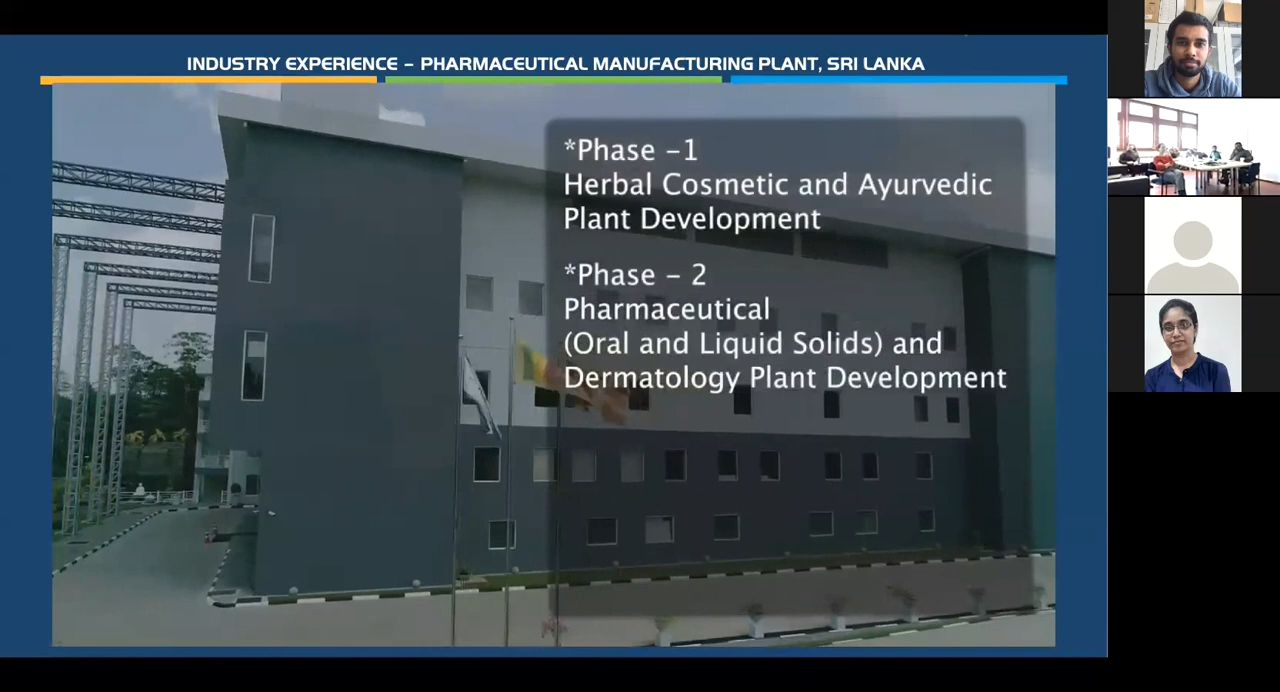 INDUSTRY EXPERIENCE – PHARMACEUTICAL MANUFACTURING PLANT, SRI LANKA
*Phase -1
Herbal Cosmetic and Ayurvedic
Plant Development
*Phase - 2
Pharmaceutical
(Oral and Liquid Solids) and
Dermatology Plant Development